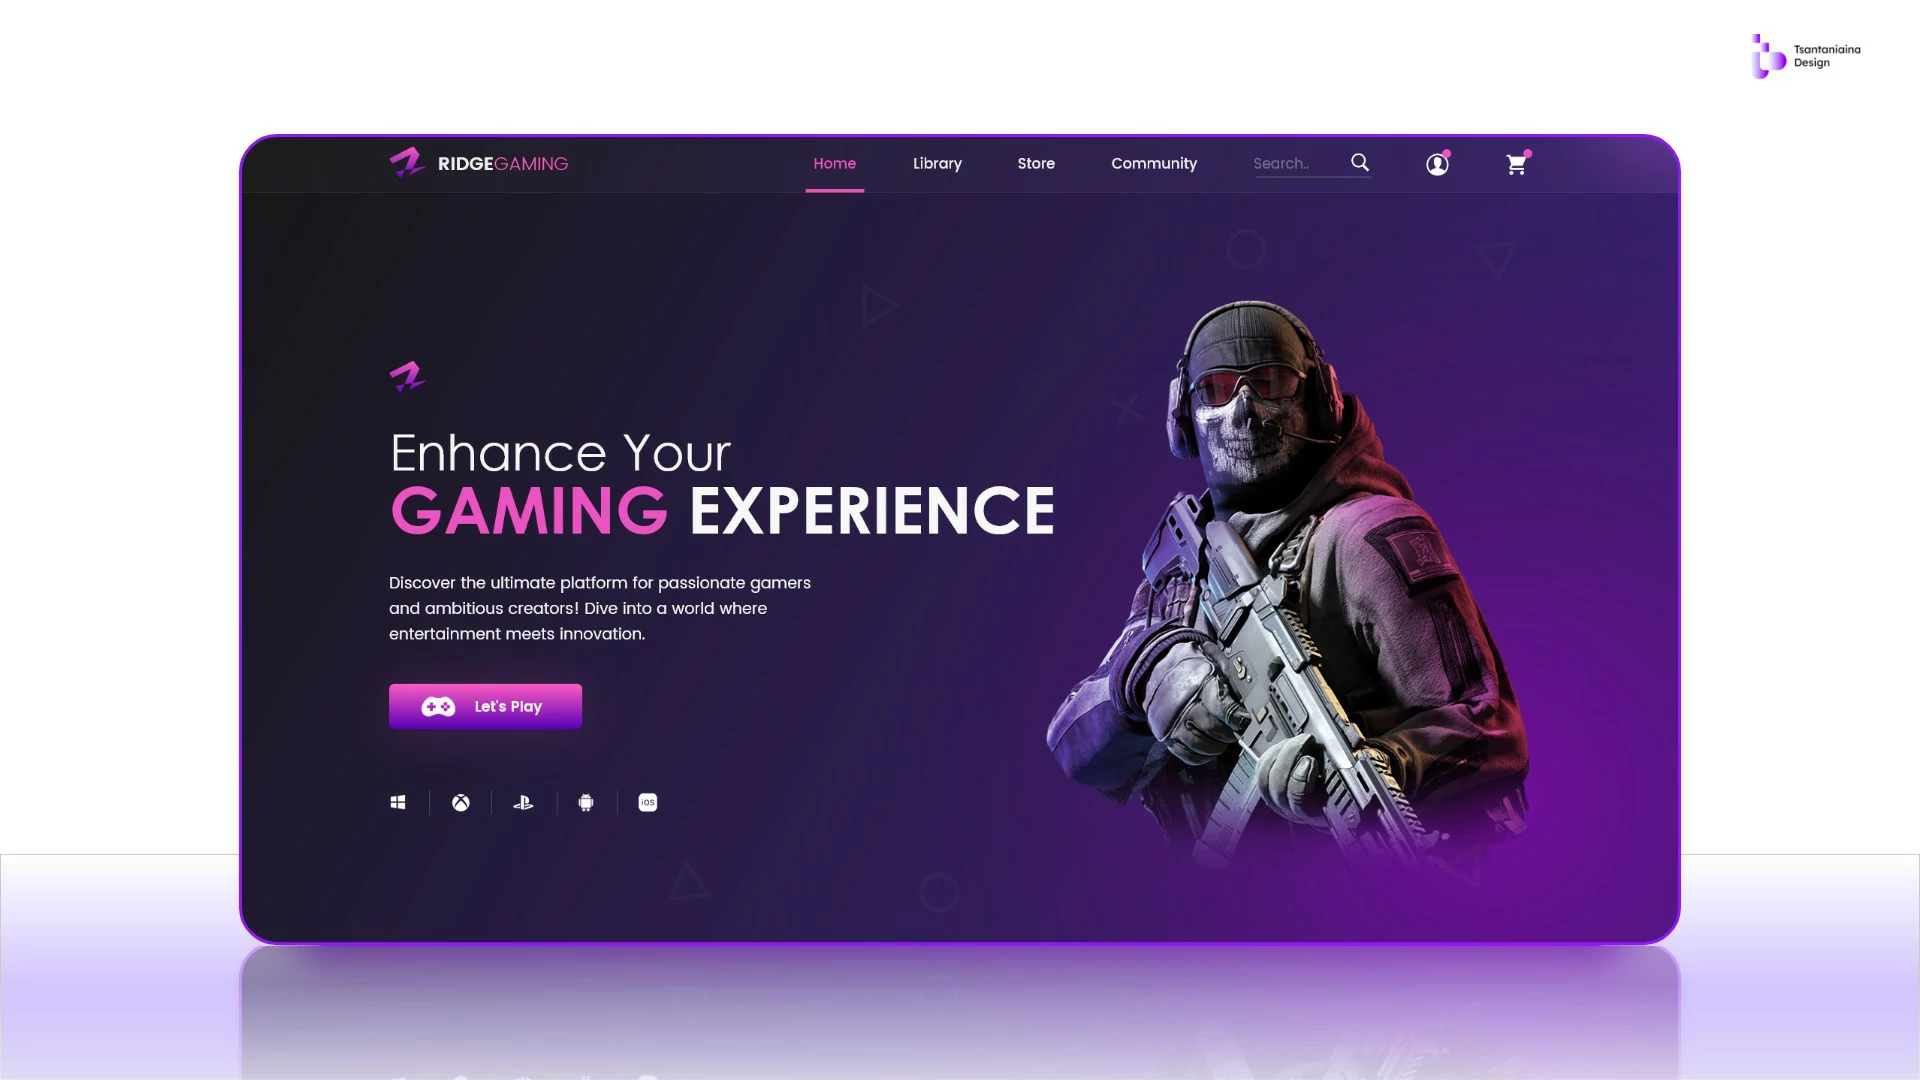 Tsantaniaina
Design
RIDGEGAMING
Home
Library
Store
Community
Search..
Enhance Your
GAMING EXPERIENCE
Discover the ultimate platform for passionate gamers
and ambitious creators! Dive into a world where
entertainment meets innovation.
Let's Play
iOS